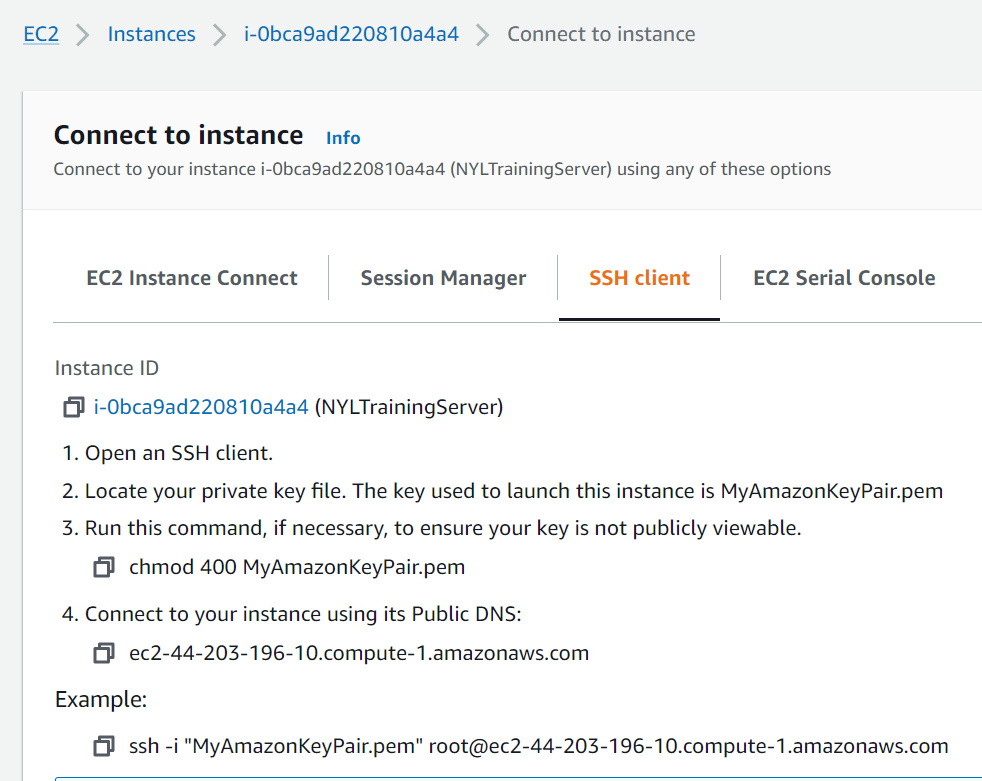 EC2 > Instances > i-0bca9ad220810a4a4 > Connect to instance
Connect to instance Info
Connect to your instance i-0bca9ad220810a4a4 (NYLTrainingServer) using any of these options
EC2 Instance Connect Session Manager SSH client EC2 Serial Console
Instance ID
i-0bca9ad220810a4a4 (NYLTrainingServer)
1. Open an SSH client.
2. Locate your private key file. The key used to launch this instance is MyAmazonKeyPair.pem
3. Run this command, if necessary, to ensure your key is not publicly viewable.
chmod 400 MyAmazonKeyPair.pem
4. Connect to your instance using its Public DNS:
ec2-44-203-196-10.compute-1.amazonaws.com
Example:
ssh -i "MyAmazonKeyPair.pem" root@ec2-44-203-196-10.compute-1.amazonaws.com